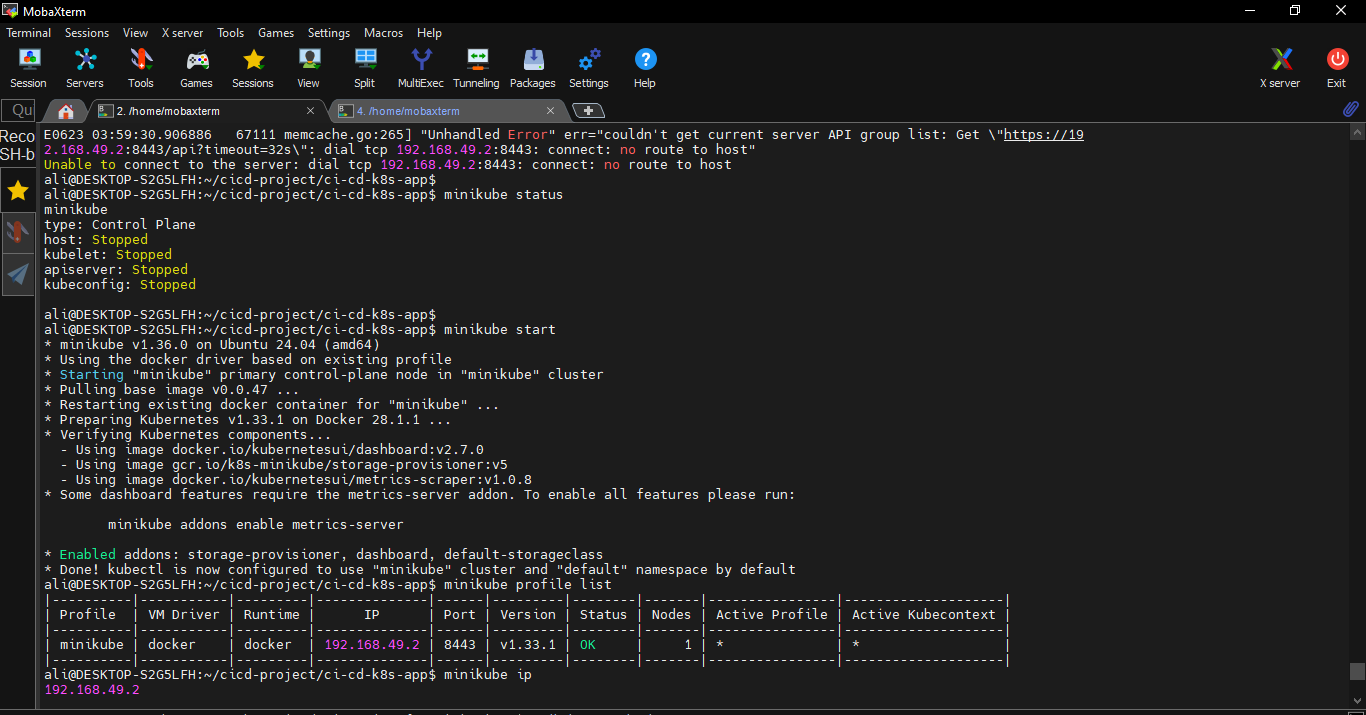 MobaXterm
Terminal Sessions View X server Tools Games Settings Macros Help
Session Servers Tools Games Sessions View Split MultiExec Tunneling Packages Settings Help X server Exit
Qu
2. /home/mobaxterm
4. /home/mobaxterm
Reco
SH-b
E0623 03:59:30.906886   67111 memcache.go:265] "Unhandled Error" err="couldn't get current server API group list: Get \"https://19
2.168.49.2:8443/api?timeout=32s\": dial tcp 192.168.49.2:8443: connect: no route to host"
Unable to connect to the server: dial tcp 192.168.49.2:8443: connect: no route to host
ali@DESKTOP-S2G5LFH:~/cicd-project/ci-cd-k8s-app$
ali@DESKTOP-S2G5LFH:~/cicd-project/ci-cd-k8s-app$ minikube status
minikube
type: Control Plane
host: Stopped
kubelet: Stopped
apiserver: Stopped
kubeconfig: Stopped
ali@DESKTOP-S2G5LFH:~/cicd-project/ci-cd-k8s-app$
ali@DESKTOP-S2G5LFH:~/cicd-project/ci-cd-k8s-app$ minikube start
* minikube v1.36.0 on Ubuntu 24.04 (amd64)
* Using the docker driver based on existing profile
* Starting "minikube" primary control-plane node in "minikube" cluster
* Pulling base image v0.0.47 ...
* Restarting existing docker container for "minikube" ...
* Preparing Kubernetes v1.33.1 on Docker 28.1.1 ...
* Verifying Kubernetes components...
  - Using image docker.io/kubernetesui/dashboard:v2.7.0
  - Using image gcr.io/k8s-minikube/storage-provisioner:v5
  - Using image docker.io/kubernetesui/metrics-scraper:v1.0.8
* Some dashboard features require the metrics-server addon. To enable all features please run:
        minikube addons enable metrics-server
* Enabled addons: storage-provisioner, dashboard, default-storageclass
* Done! kubectl is now configured to use "minikube" cluster and "default" namespace by default
ali@DESKTOP-S2G5LFH:~/cicd-project/ci-cd-k8s-app$ minikube profile list
|----------|-----------|---------|--------------|------|---------|--------|-------|----------------|--------------------|
| Profile  | VM Driver | Runtime |      IP      | Port | Version | Status | Nodes | Active Profile | Active Kubecontext |
|----------|-----------|---------|--------------|------|---------|--------|-------|----------------|--------------------|
| minikube | docker    | docker  | 192.168.49.2 | 8443 | v1.33.1 | OK     |     1 | *              | *                  |
|----------|-----------|---------|--------------|------|---------|--------|-------|----------------|--------------------|
ali@DESKTOP-S2G5LFH:~/cicd-project/ci-cd-k8s-app$ minikube ip
192.168.49.2